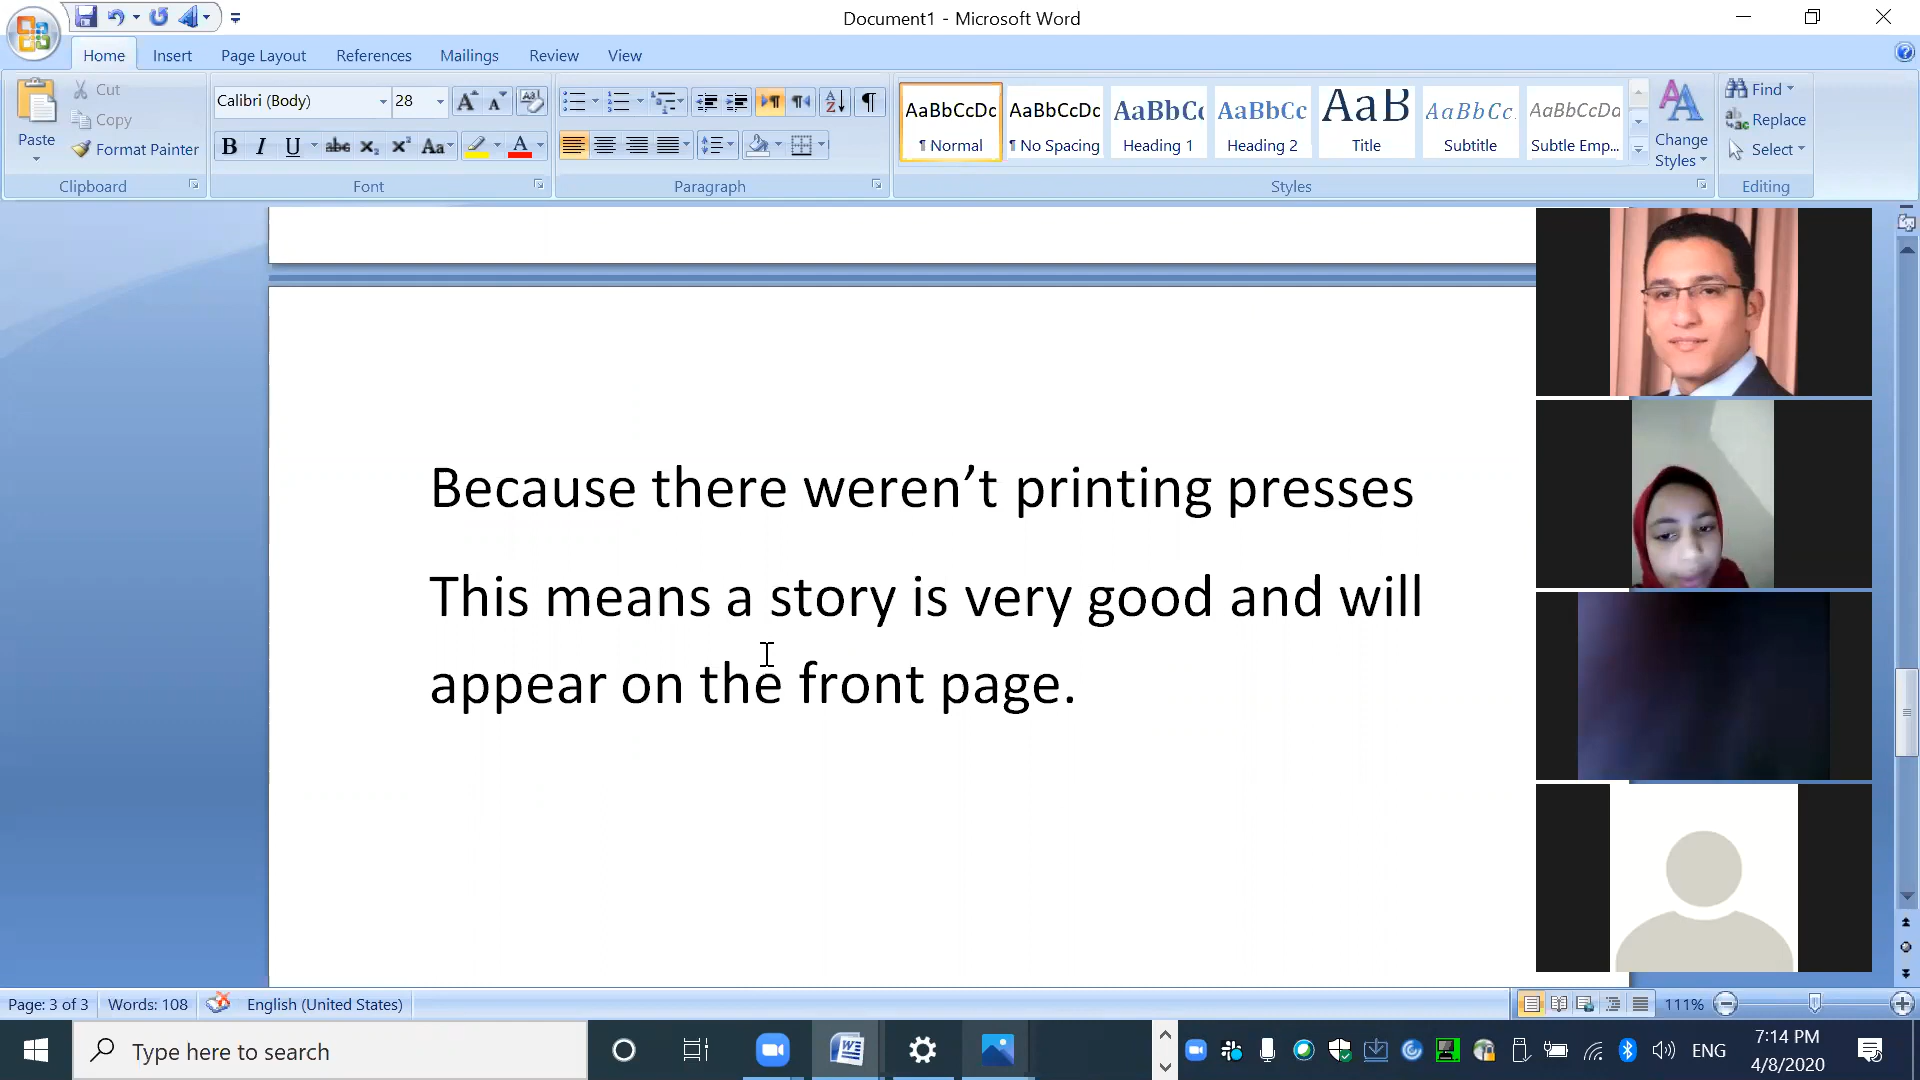 Document1 - Microsoft Word
Home Insert Page Layout References Mailings Review View
Cut
Copy
Format Painter
Paste
Clipboard
Calibri (Body) 28
B I U abc x₂ x² Aa A
Font
Paragraph
AaBbCcDc AaBbCcDc AaBbCc AaBbCc AaB AaBbCc. AaBbCcDa
¶ Normal ¶ No Spacing Heading 1 Heading 2 Title Subtitle Subtle Emp...
Change
Styles
Styles
Find
Replace
Select
Editing
Because there weren’t printing presses
This means a story is very good and will
appear on the front page.
Page: 3 of 3 Words: 108 English (United States) 111%
Type here to search
ENG
7:14 PM
4/8/2020